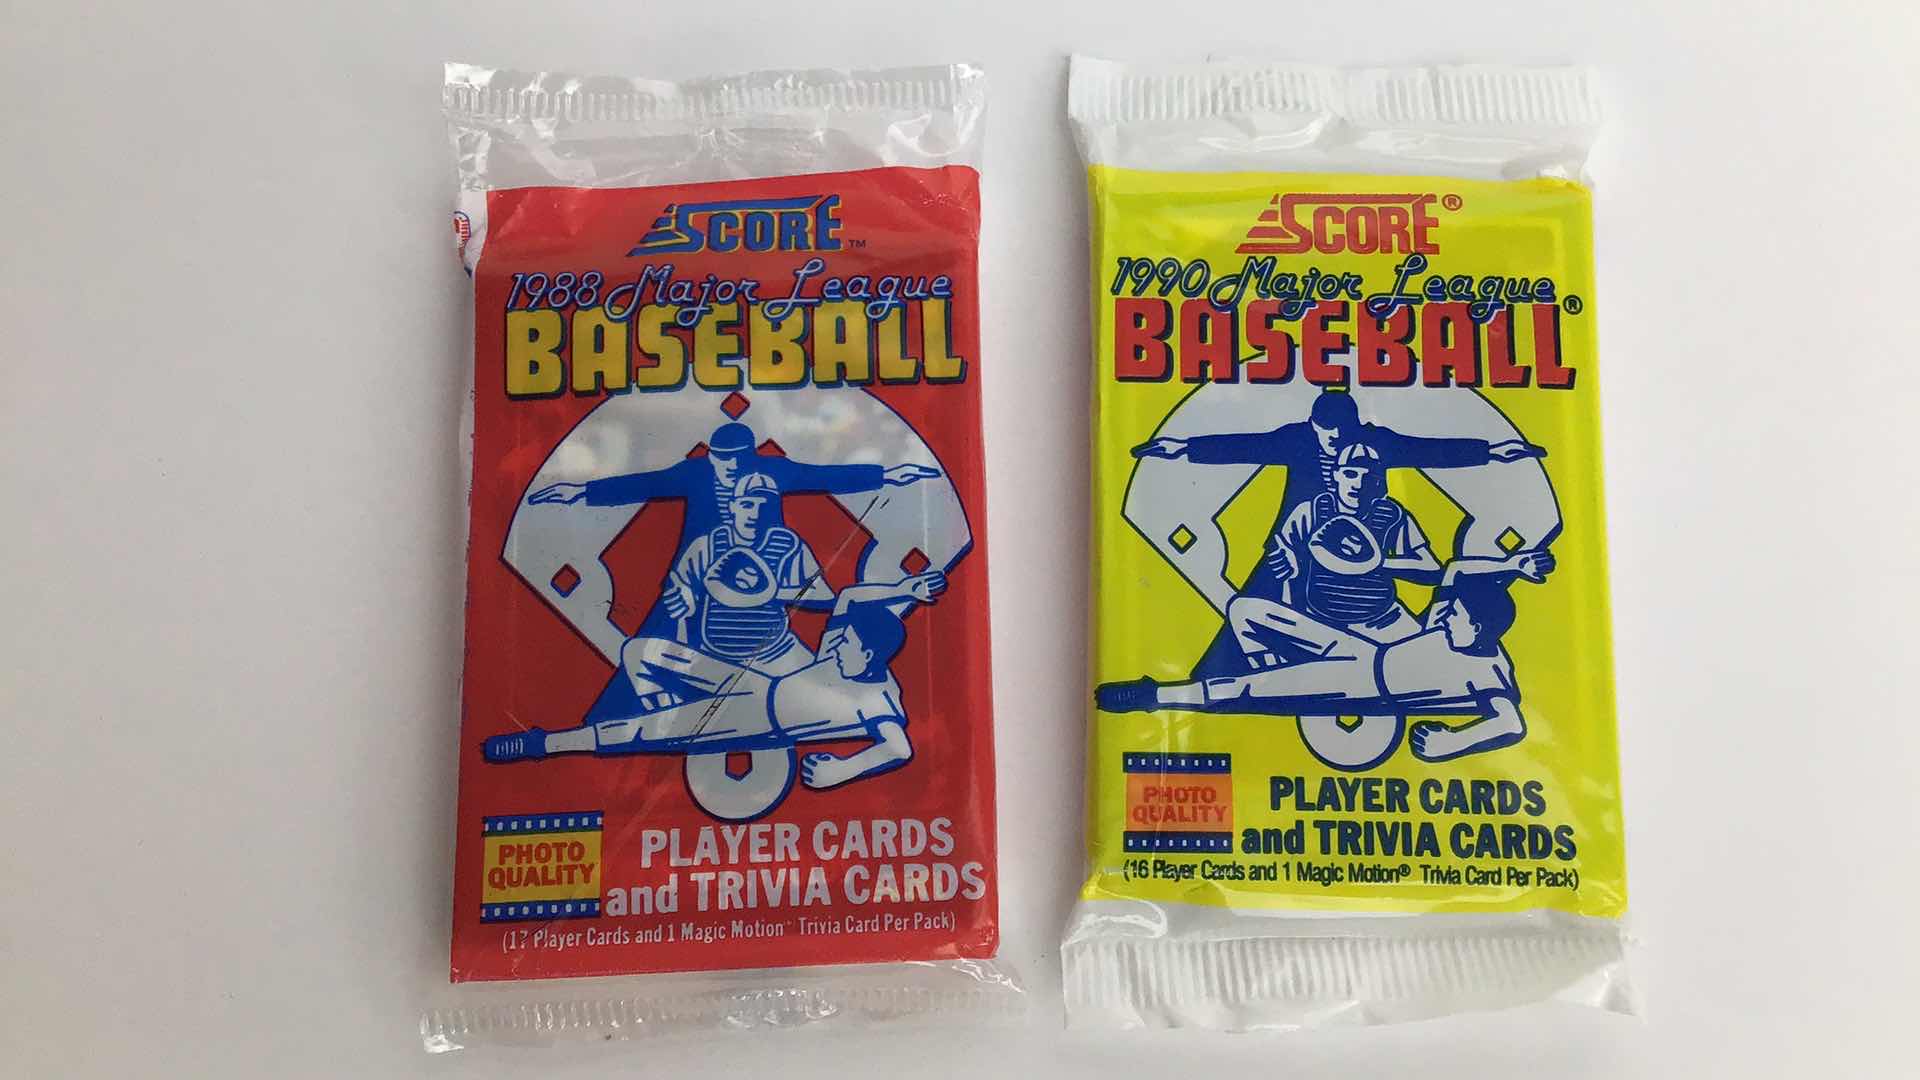 SCORE™
1988 Major League
BASEBALL
PHOTO
QUALITY
PLAYER CARDS
and TRIVIA CARDS
(17 Player Cards and 1 Magic Motion™ Trivia Card Per Pack)
SCORE®
1990 Major League
BASEBALL®
PHOTO
QUALITY
PLAYER CARDS
and TRIVIA CARDS
(16 Player Cards and 1 Magic Motion® Trivia Card Per Pack)